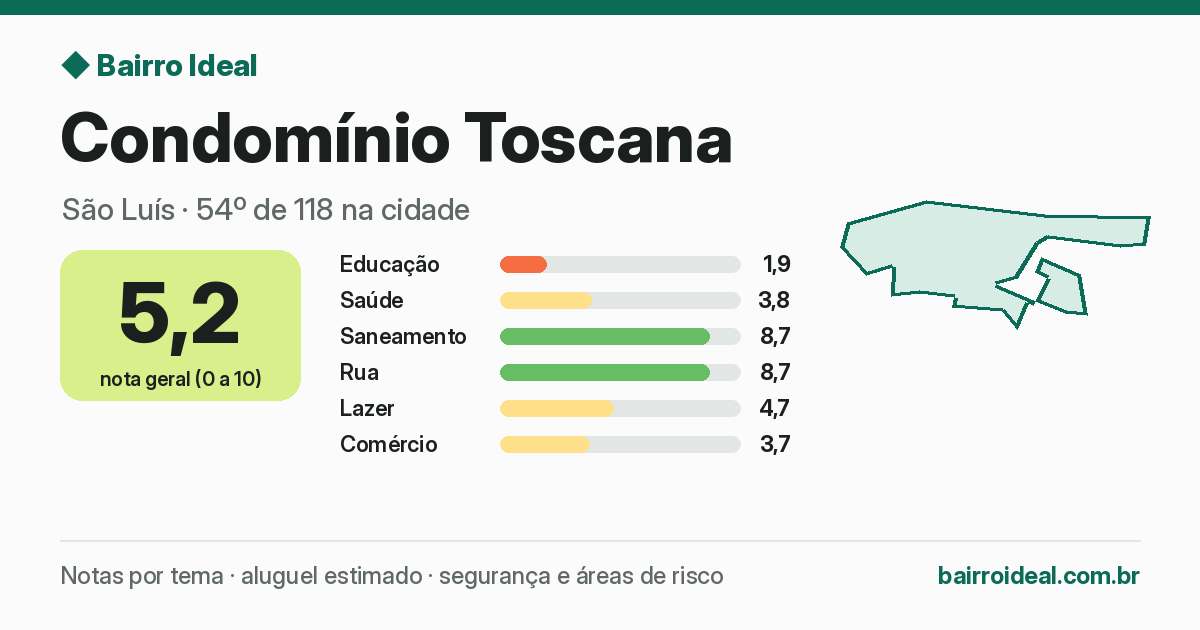 Bairro Ideal
Condomínio Toscana
São Luís · 54º de 118 na cidade
5,2
nota geral (0 a 10)
Educação 1,9
Saúde 3,8
Saneamento 8,7
Rua 8,7
Lazer 4,7
Comércio 3,7
Notas por tema · aluguel estimado · segurança e áreas de risco
bairroideal.com.br